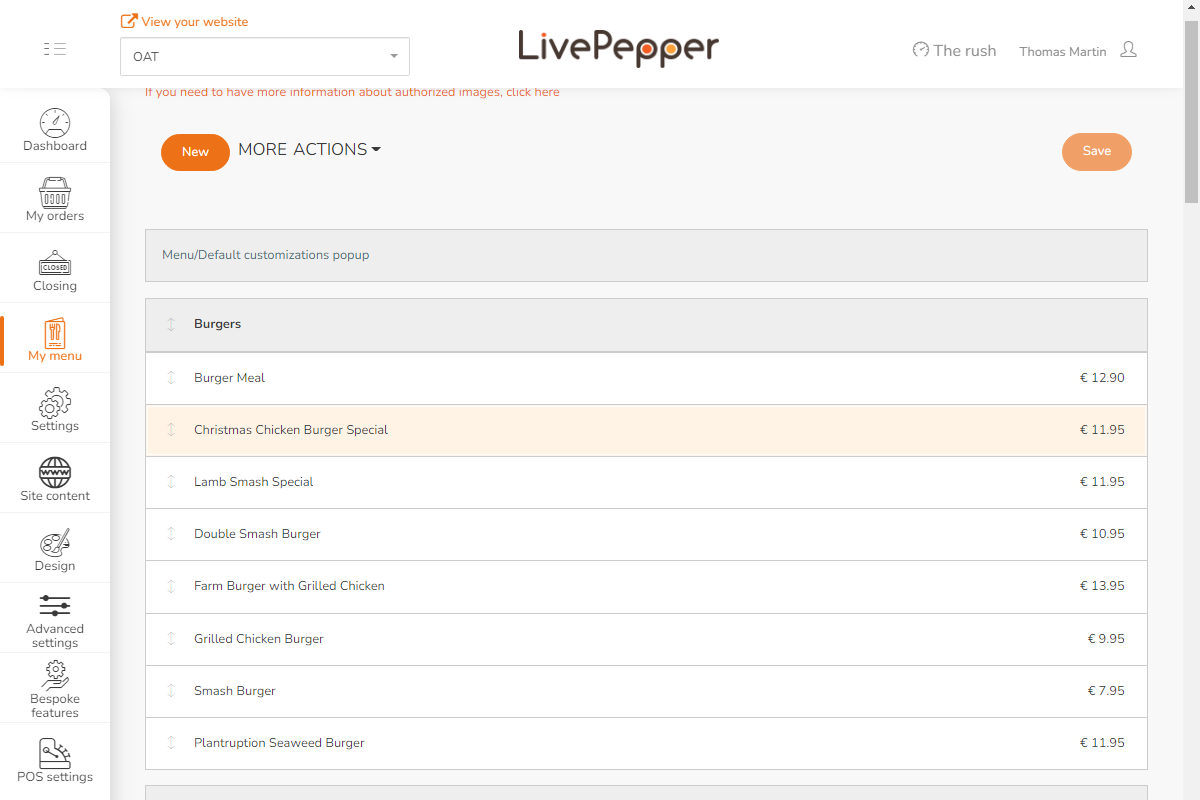 View your website
OAT
LivePepper
The rush
Thomas Martin
If you need to have more information about authorized images, click here
New
MORE ACTIONS
Save
Dashboard
My orders
CLOSED
Closing
My menu
Settings
WWW
Site content
Design
Advanced
settings
Bespoke
features
POS settings
Menu/Default customizations popup
Burgers
Burger Meal € 12.90
Christmas Chicken Burger Special € 11.95
Lamb Smash Special € 11.95
Double Smash Burger € 10.95
Farm Burger with Grilled Chicken € 13.95
Grilled Chicken Burger € 9.95
Smash Burger € 7.95
Plantruption Seaweed Burger € 11.95